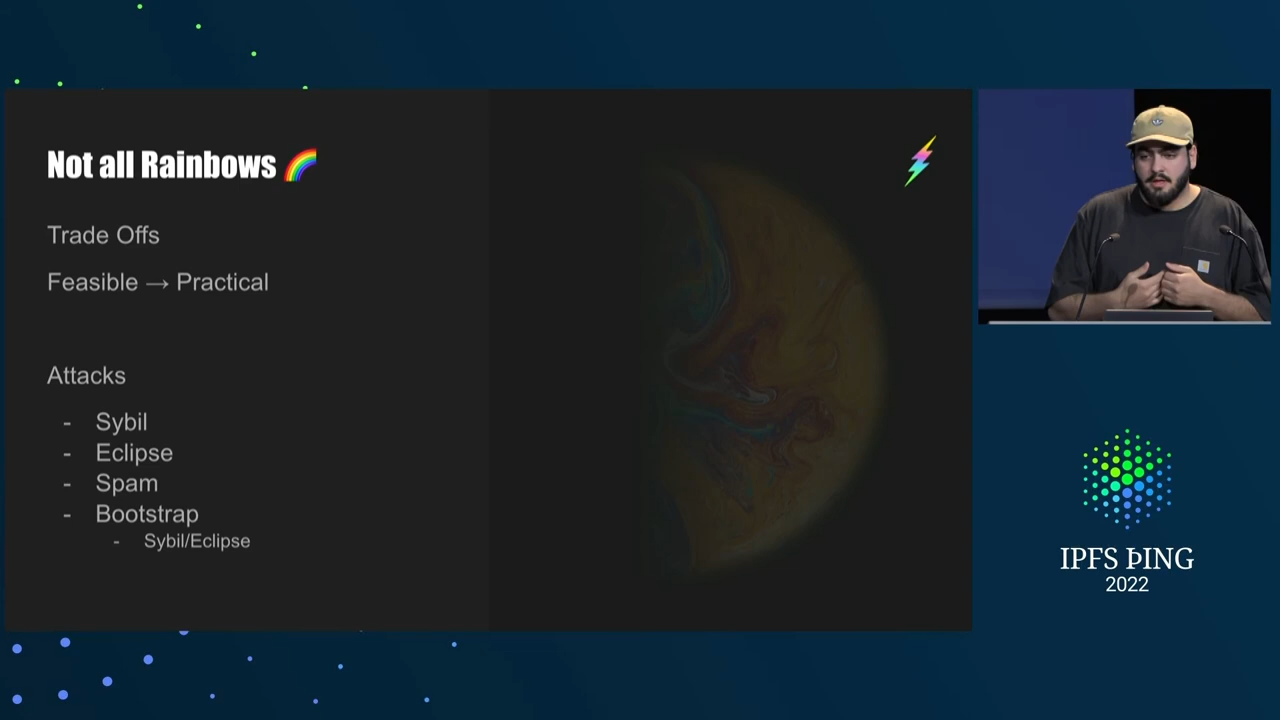 Not all Rainbows 🌈
Trade Offs
Feasible → Practical
Attacks
- Sybil
- Eclipse
- Spam
- Bootstrap
- Sybil/Eclipse
IPFS ÞING
2022